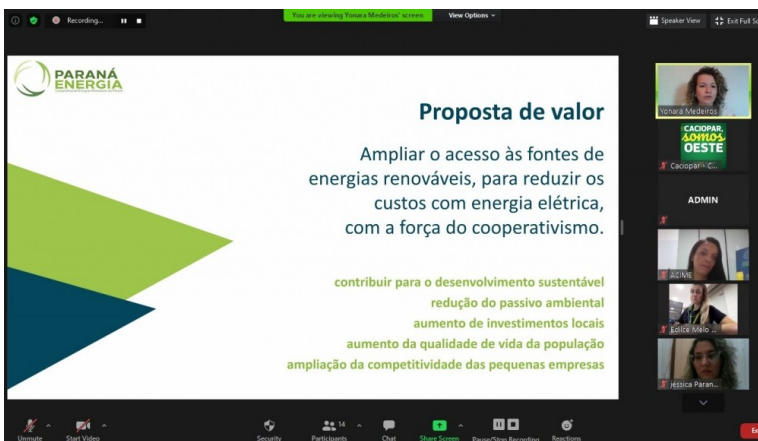 Recording...
You are viewing Yonara Medeiros' screen
View Options
Speaker View
Exit Full Sc
PARANÁ
ENERGIA
Proposta de valor
Ampliar o acesso às fontes de
energias renováveis, para reduzir os
custos com energia elétrica,
com a força do cooperativismo.
contribuir para o desenvolvimento sustentável
redução do passivo ambiental
aumento de investimentos locais
aumento da qualidade de vida da população
ampliação da competitividade das pequenas empresas
Yonara Medeiros
CACIOPAR,
somos
OESTE
Caciopar - C...
ADMIN
ACIME
Edilce Melo ...
jéssica Paran...
Unmute
Start Video
Security
Participants
14
Chat
Share Screen
Pause/Stop Recording
Reactions